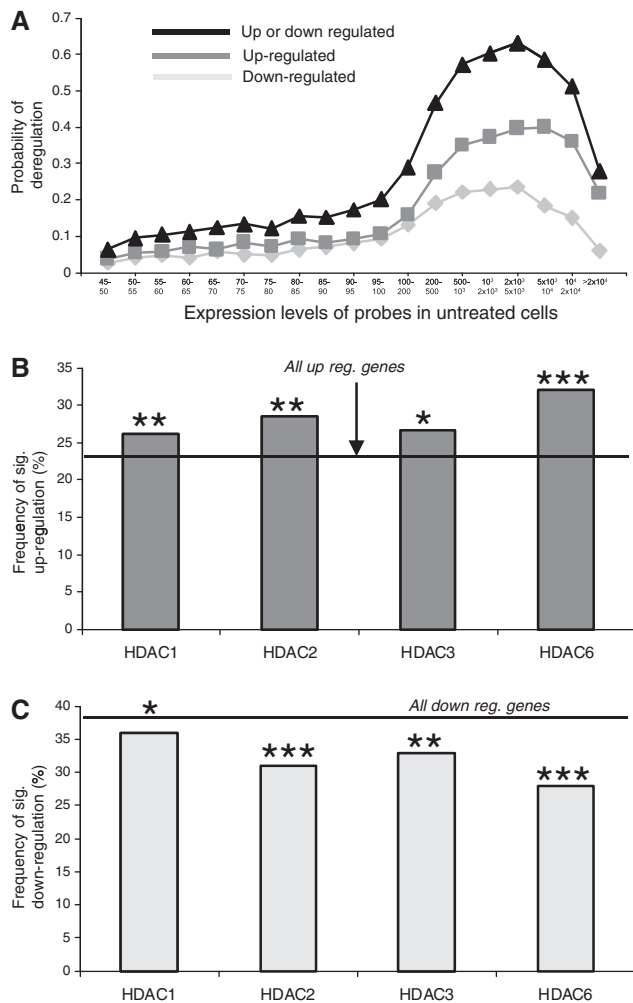 A
0.7
0.6
0.5
0.4
0.3
0.2
0.1
0
Probability of
deregulation
Up or down regulated
Up-regulated
Down-regulated
45- 50- 55- 60- 65- 70- 75- 80- 85- 90- 95- 100- 200- 500- 10³ 2x10³ 5x10³ 10⁴ >2x10⁴
50 55 60 65 70 75 80 85 90 95 100 200 500 10³ 2x10³ 5x10³ 10⁴ 2x10⁴
Expression levels of probes in untreated cells
B
35
30
25
20
15
10
5
0
Frequency of sig.
up-regulation (%)
All up reg. genes
** ** * ***
HDAC1 HDAC2 HDAC3 HDAC6
C
40
35
30
25
20
15
10
5
0
Frequency of sig.
down-regulation (%)
All down reg. genes
* *** ** ***
HDAC1 HDAC2 HDAC3 HDAC6